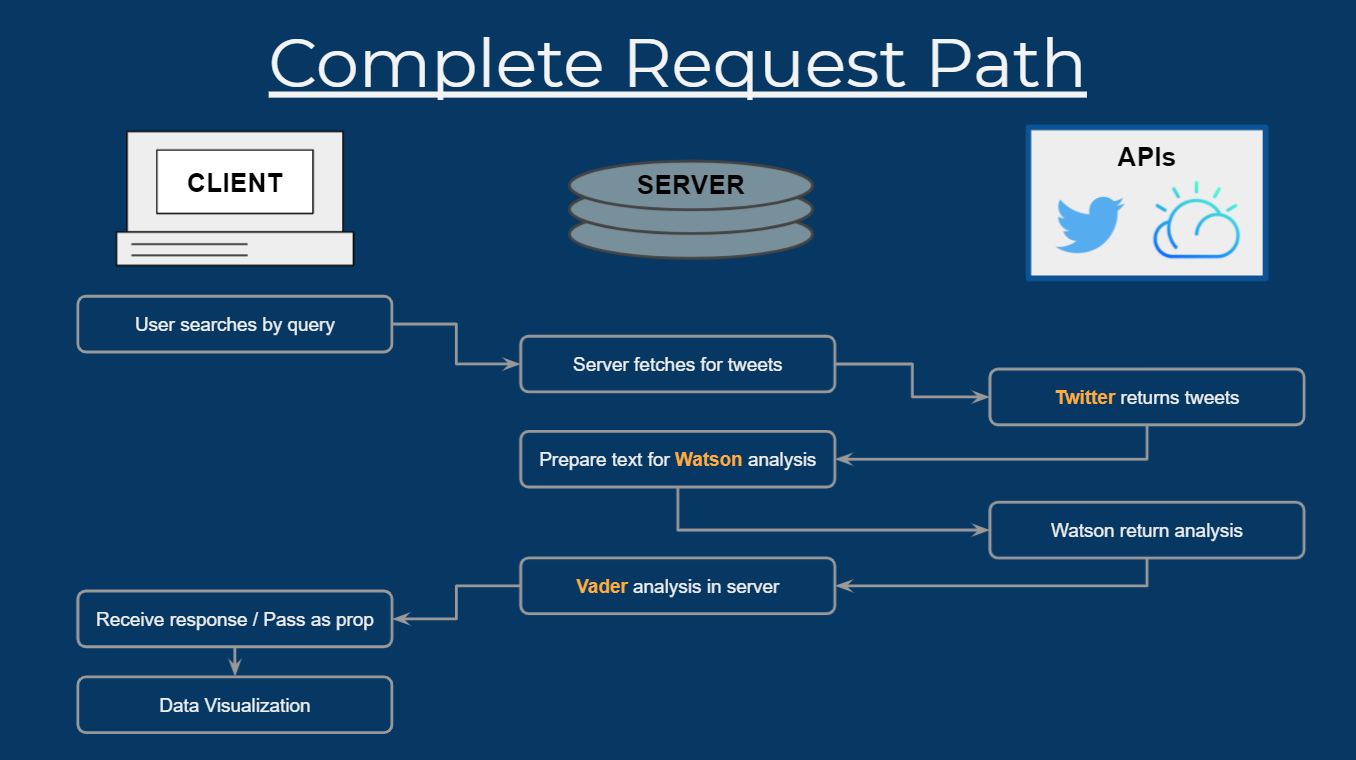 Complete Request Path
CLIENT
SERVER
APIs
User searches by query
Server fetches for tweets
Twitter returns tweets
Prepare text for Watson analysis
Watson return analysis
Vader analysis in server
Receive response / Pass as prop
Data Visualization